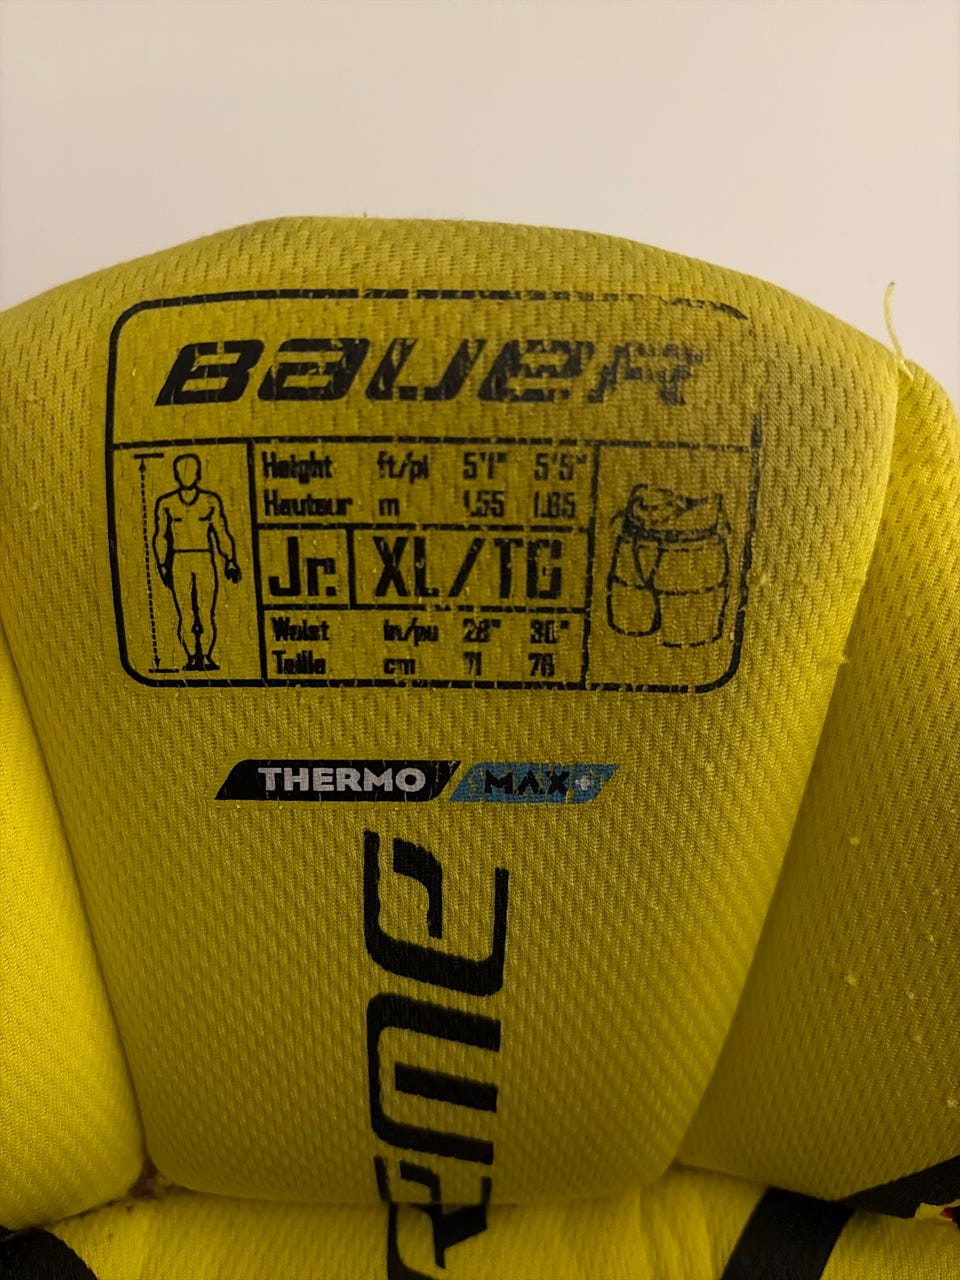 BAUER
Height ft/pi 5'1" 5'5"
Hauteur m 1.55 1.65
Jr. XL/TG
Waist in/pu 28" 30"
Taille cm 71 76
THERMO MAX+